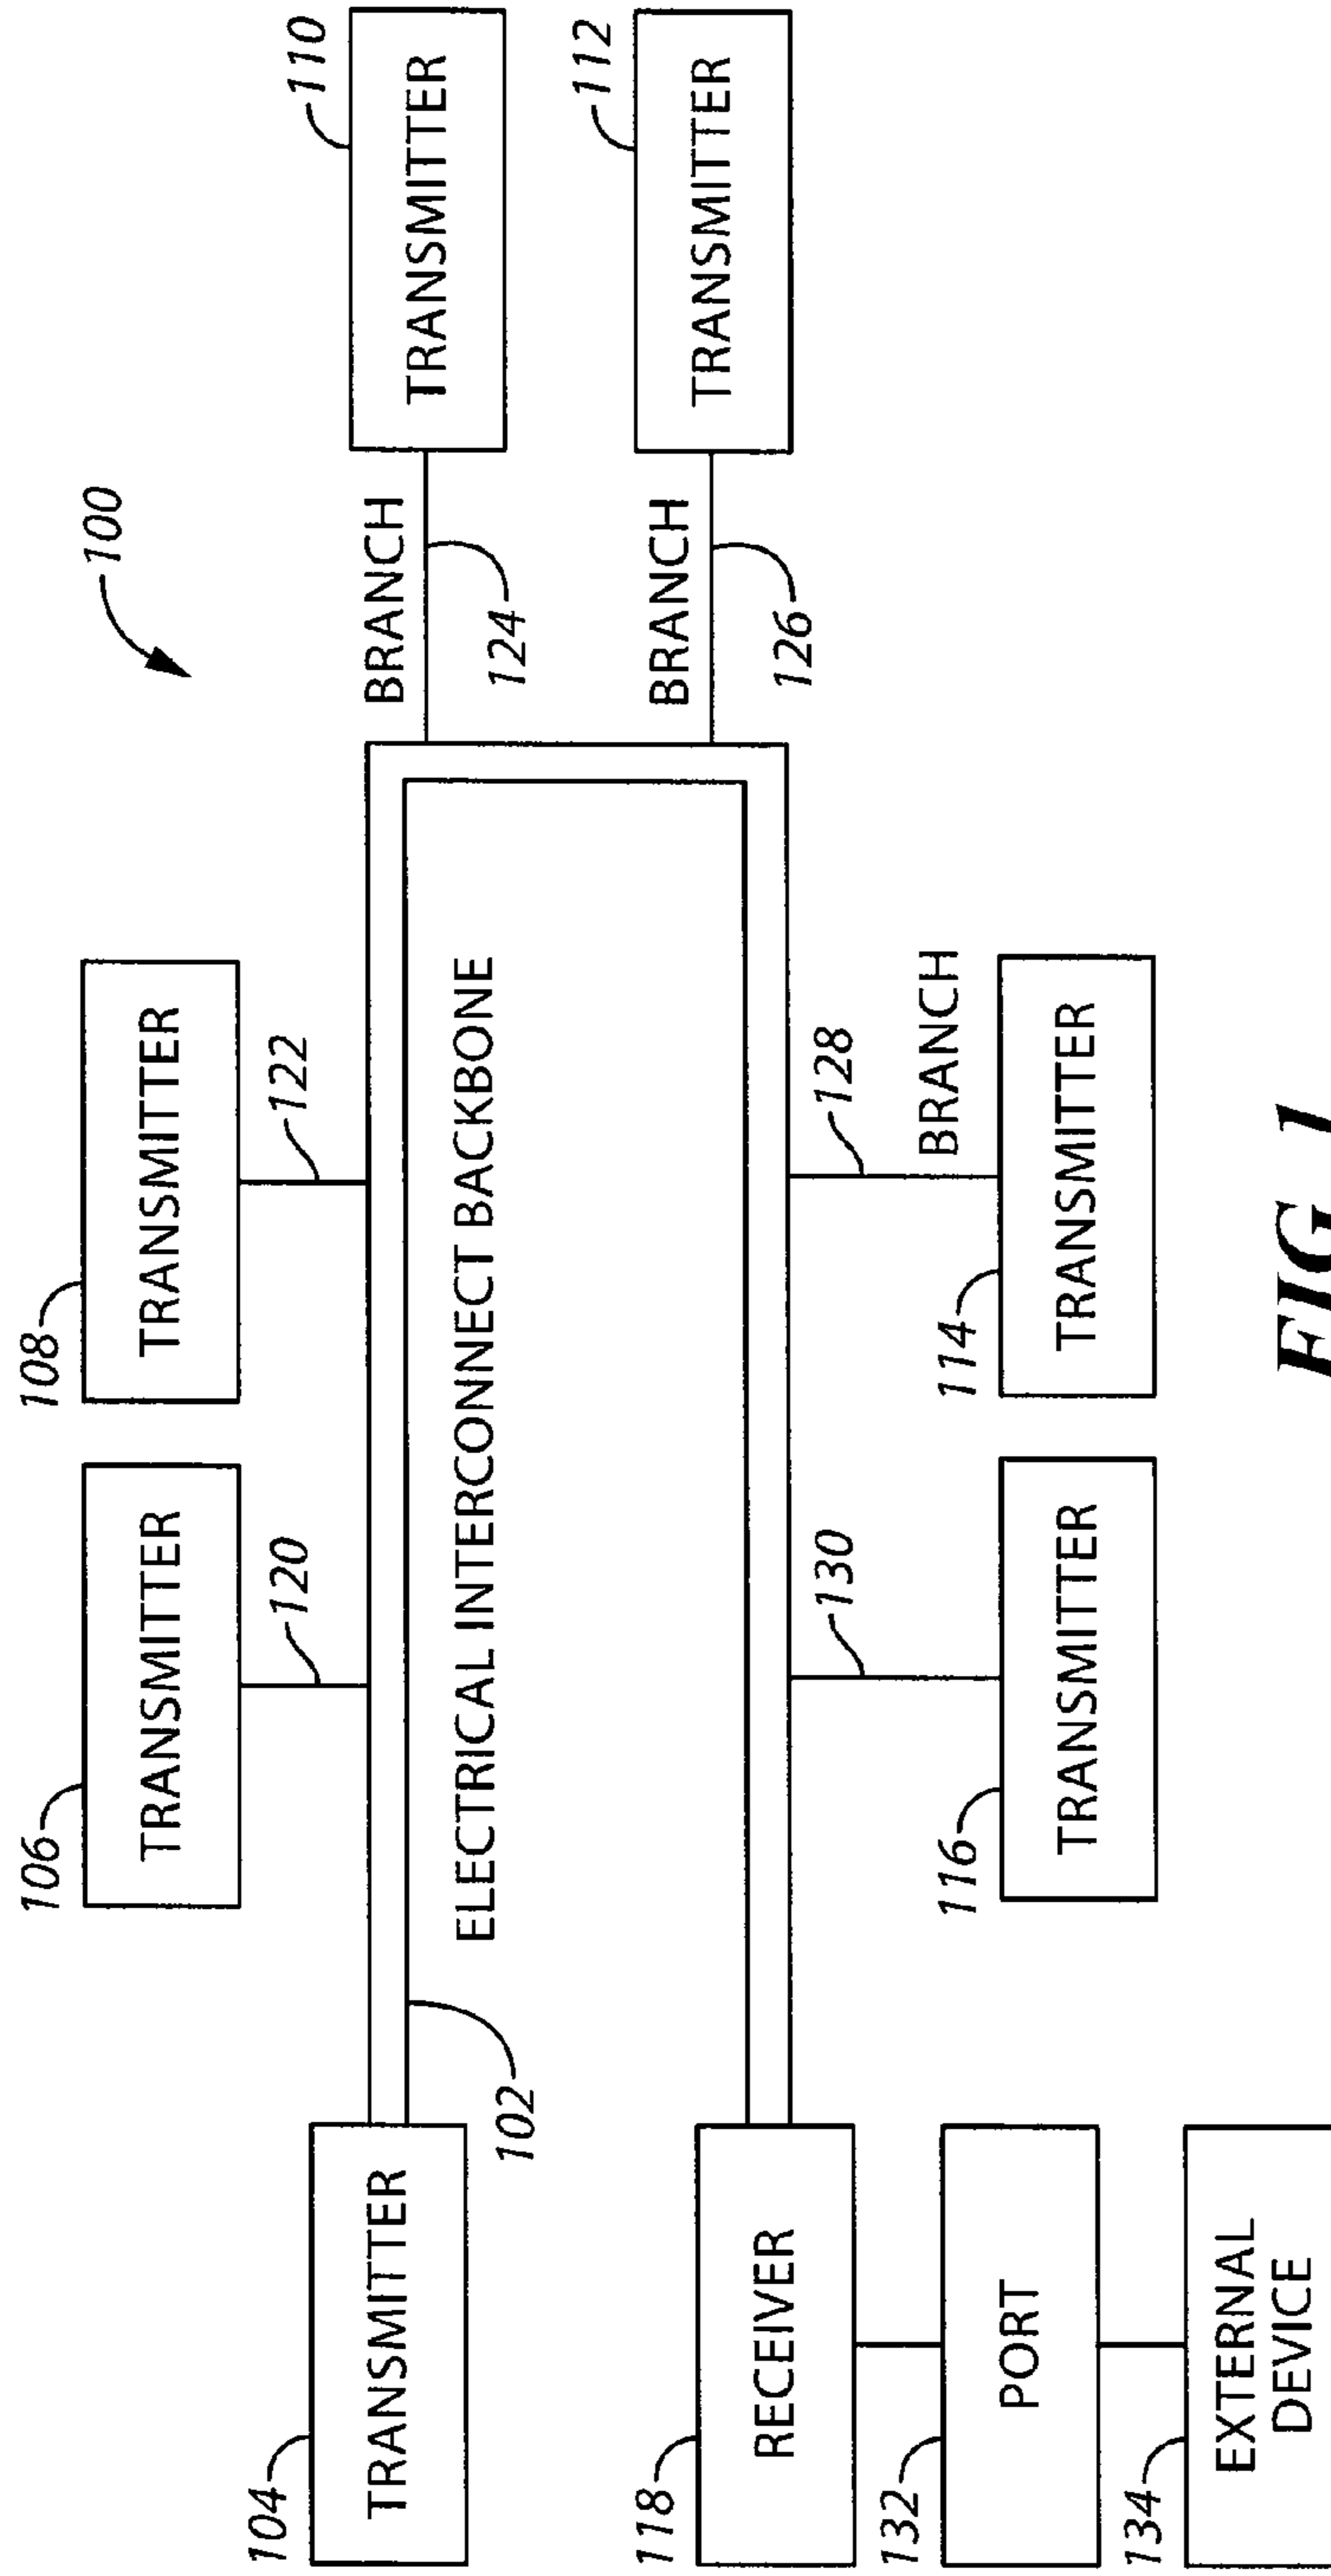 100
108
TRANSMITTER
122
106
TRANSMITTER
120
110
TRANSMITTER
BRANCH
124
112
TRANSMITTER
BRANCH
126
104
TRANSMITTER
102
ELECTRICAL INTERCONNECT BACKBONE
118
RECEIVER
132
PORT
134
EXTERNAL
DEVICE
130
116
TRANSMITTER
128
BRANCH
114
TRANSMITTER
FIG. 1